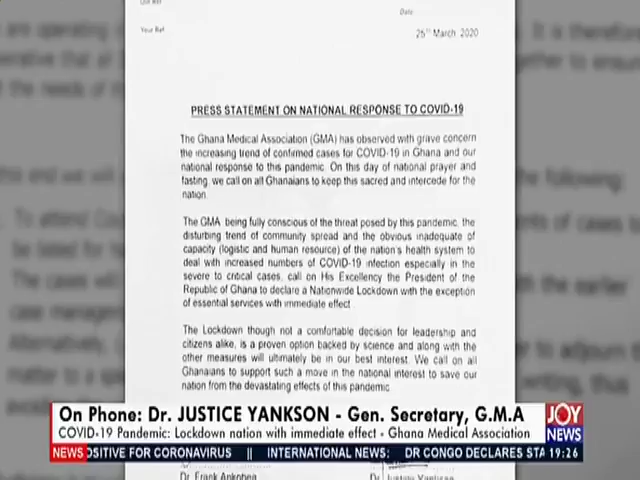 Our Ref
Date
Your Ref
25th March, 2020
PRESS STATEMENT ON NATIONAL RESPONSE TO COVID-19
The Ghana Medical Association (GMA) has observed with grave concern
the increasing trend of confirmed cases for COVID-19 in Ghana and our
national response to this pandemic. On this day of national prayer and
fasting, we call on all Ghanaians to keep this sacred and intercede for the
nation.
The GMA being fully conscious of the threat posed by this pandemic, the
disturbing trend of community spread and the obvious inadequate of
capacity (logistic and human resource) of the nation's health system to
deal with increased numbers of COVID-19 infection especially in the
severe to critical cases, call on His Excellency the President of the
Republic of Ghana to declare a Nationwide Lockdown with the exception
of essential services with immediate effect
The Lockdown though not a comfortable decision for leadership and
citizens alike, is a proven option backed by science and along with the
other measures will ultimately be in our best interest. We call on all
Ghanaians to support such a move in the national interest to save our
nation from the devastating effects of this pandemic.
On Phone: Dr. JUSTICE YANKSON - Gen. Secretary, G.M.A
COVID-19 Pandemic: Lockdown nation with immediate effect - Ghana Medical Association
JOY
NEWS
NEWS OSITIVE FOR CORONAVIRUS || INTERNATIONAL NEWS: DR CONGO DECLARES STA 19:26
Dr. Frank Ankobea
Dr. Justice Yankson